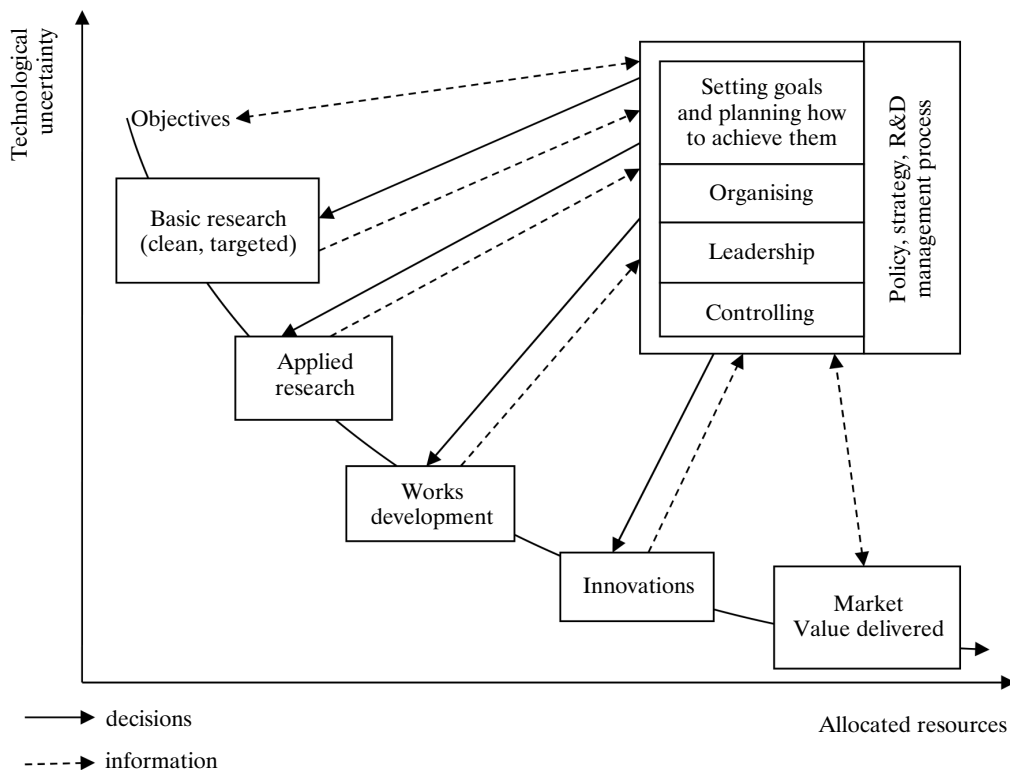 Technological
uncertainty
Objectives
Setting goals
and planning how
to achieve them
Organising
Leadership
Controlling
Policy, strategy, R&D
management process
Basic research
(clean, targeted)
Applied
research
Works
development
Innovations
Market
Value delivered
decisions
information
Allocated resources